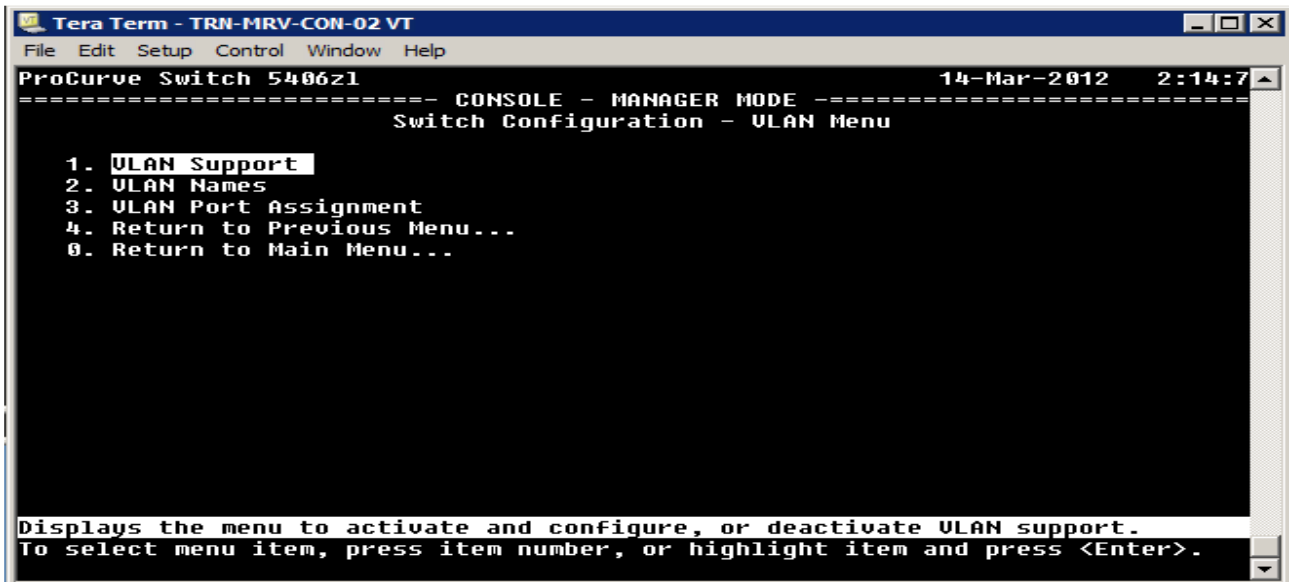 Tera Term - TRN-MRV-CON-02 VT
File Edit Setup Control Window Help
ProCurve Switch 5406zl 14-Mar-2012 2:14:7
==========================- CONSOLE - MANAGER MODE -===========================
Switch Configuration - VLAN Menu
1. VLAN Support
2. VLAN Names
3. VLAN Port Assignment
4. Return to Previous Menu...
0. Return to Main Menu...
Displays the menu to activate and configure, or deactivate VLAN support.
To select menu item, press item number, or highlight item and press <Enter>.